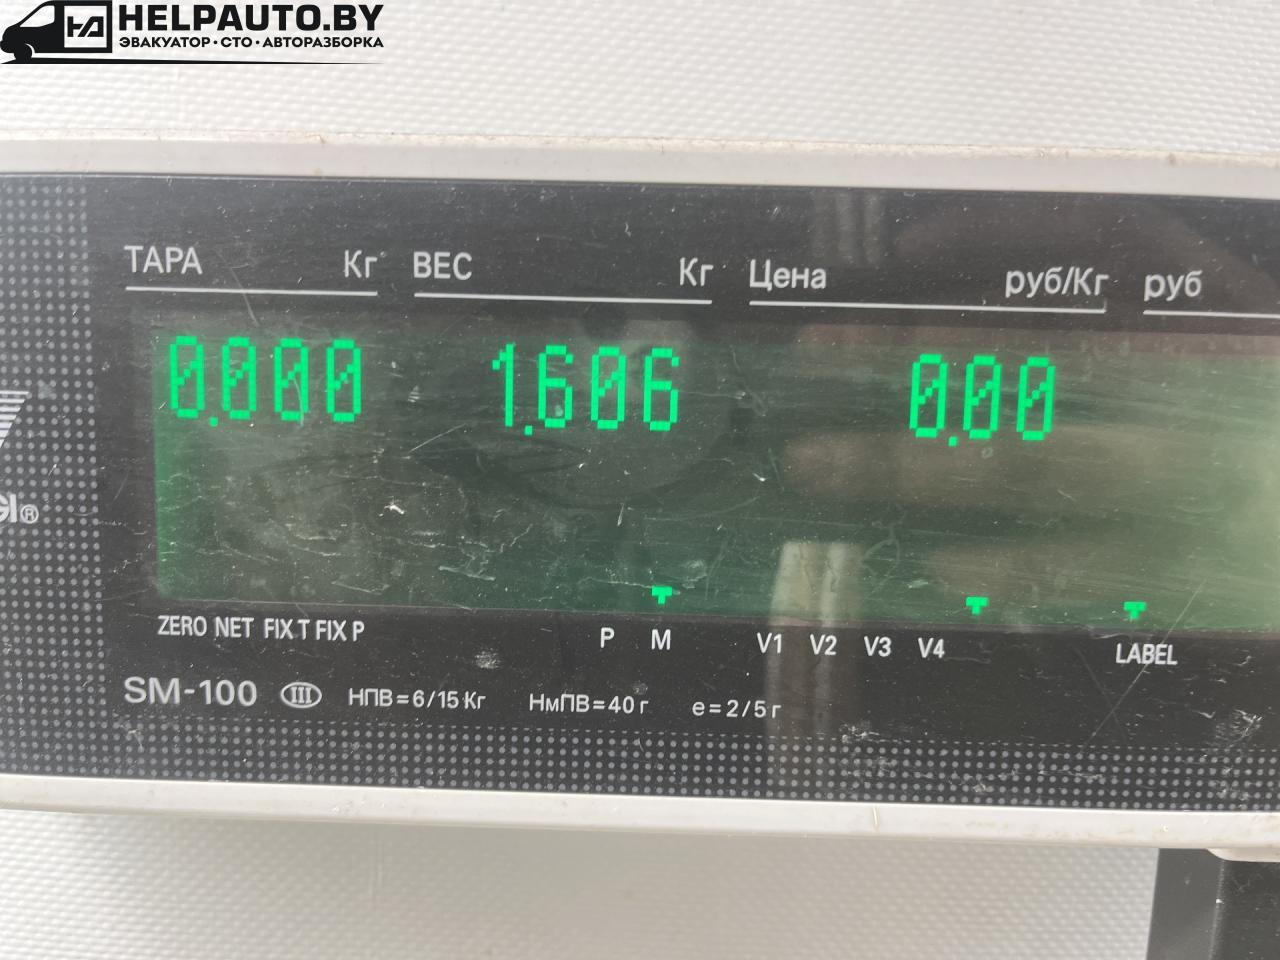 HELPAUTO.BY
ЭВАКУАТОР · СТО · АВТОРАЗБОРКА
ТАРА Кг ВЕС Кг Цена руб/Кг руб
0.000 1.606 0.00
ZERO NET FIX T FIX P P M V1 V2 V3 V4 LABEL
SM-100 III НПВ=6/15 Кг НмПВ=40 г e=2/5 г